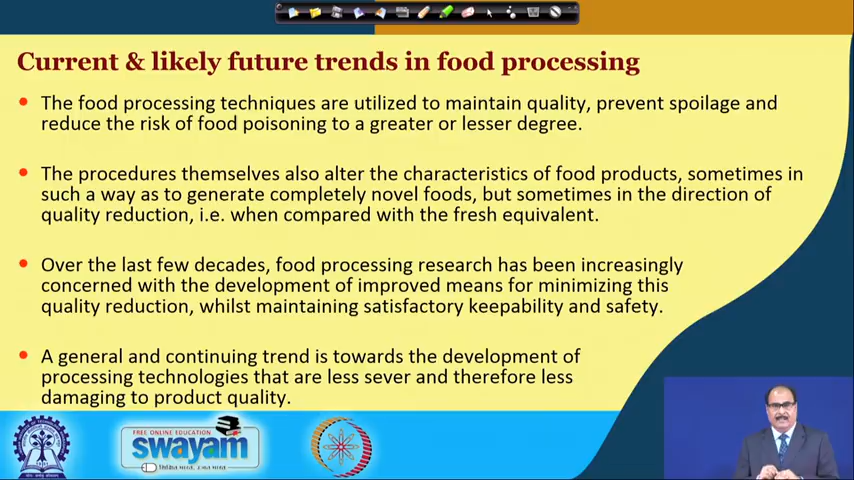 Current & likely future trends in food processing
The food processing techniques are utilized to maintain quality, prevent spoilage and
reduce the risk of food poisoning to a greater or lesser degree.
The procedures themselves also alter the characteristics of food products, sometimes in
such a way as to generate completely novel foods, but sometimes in the direction of
quality reduction, i.e. when compared with the fresh equivalent.
Over the last few decades, food processing research has been increasingly
concerned with the development of improved means for minimizing this
quality reduction, whilst maintaining satisfactory keepability and safety.
A general and continuing trend is towards the development of
processing technologies that are less sever and therefore less
damaging to product quality.
FREE ONLINE EDUCATION
swayam